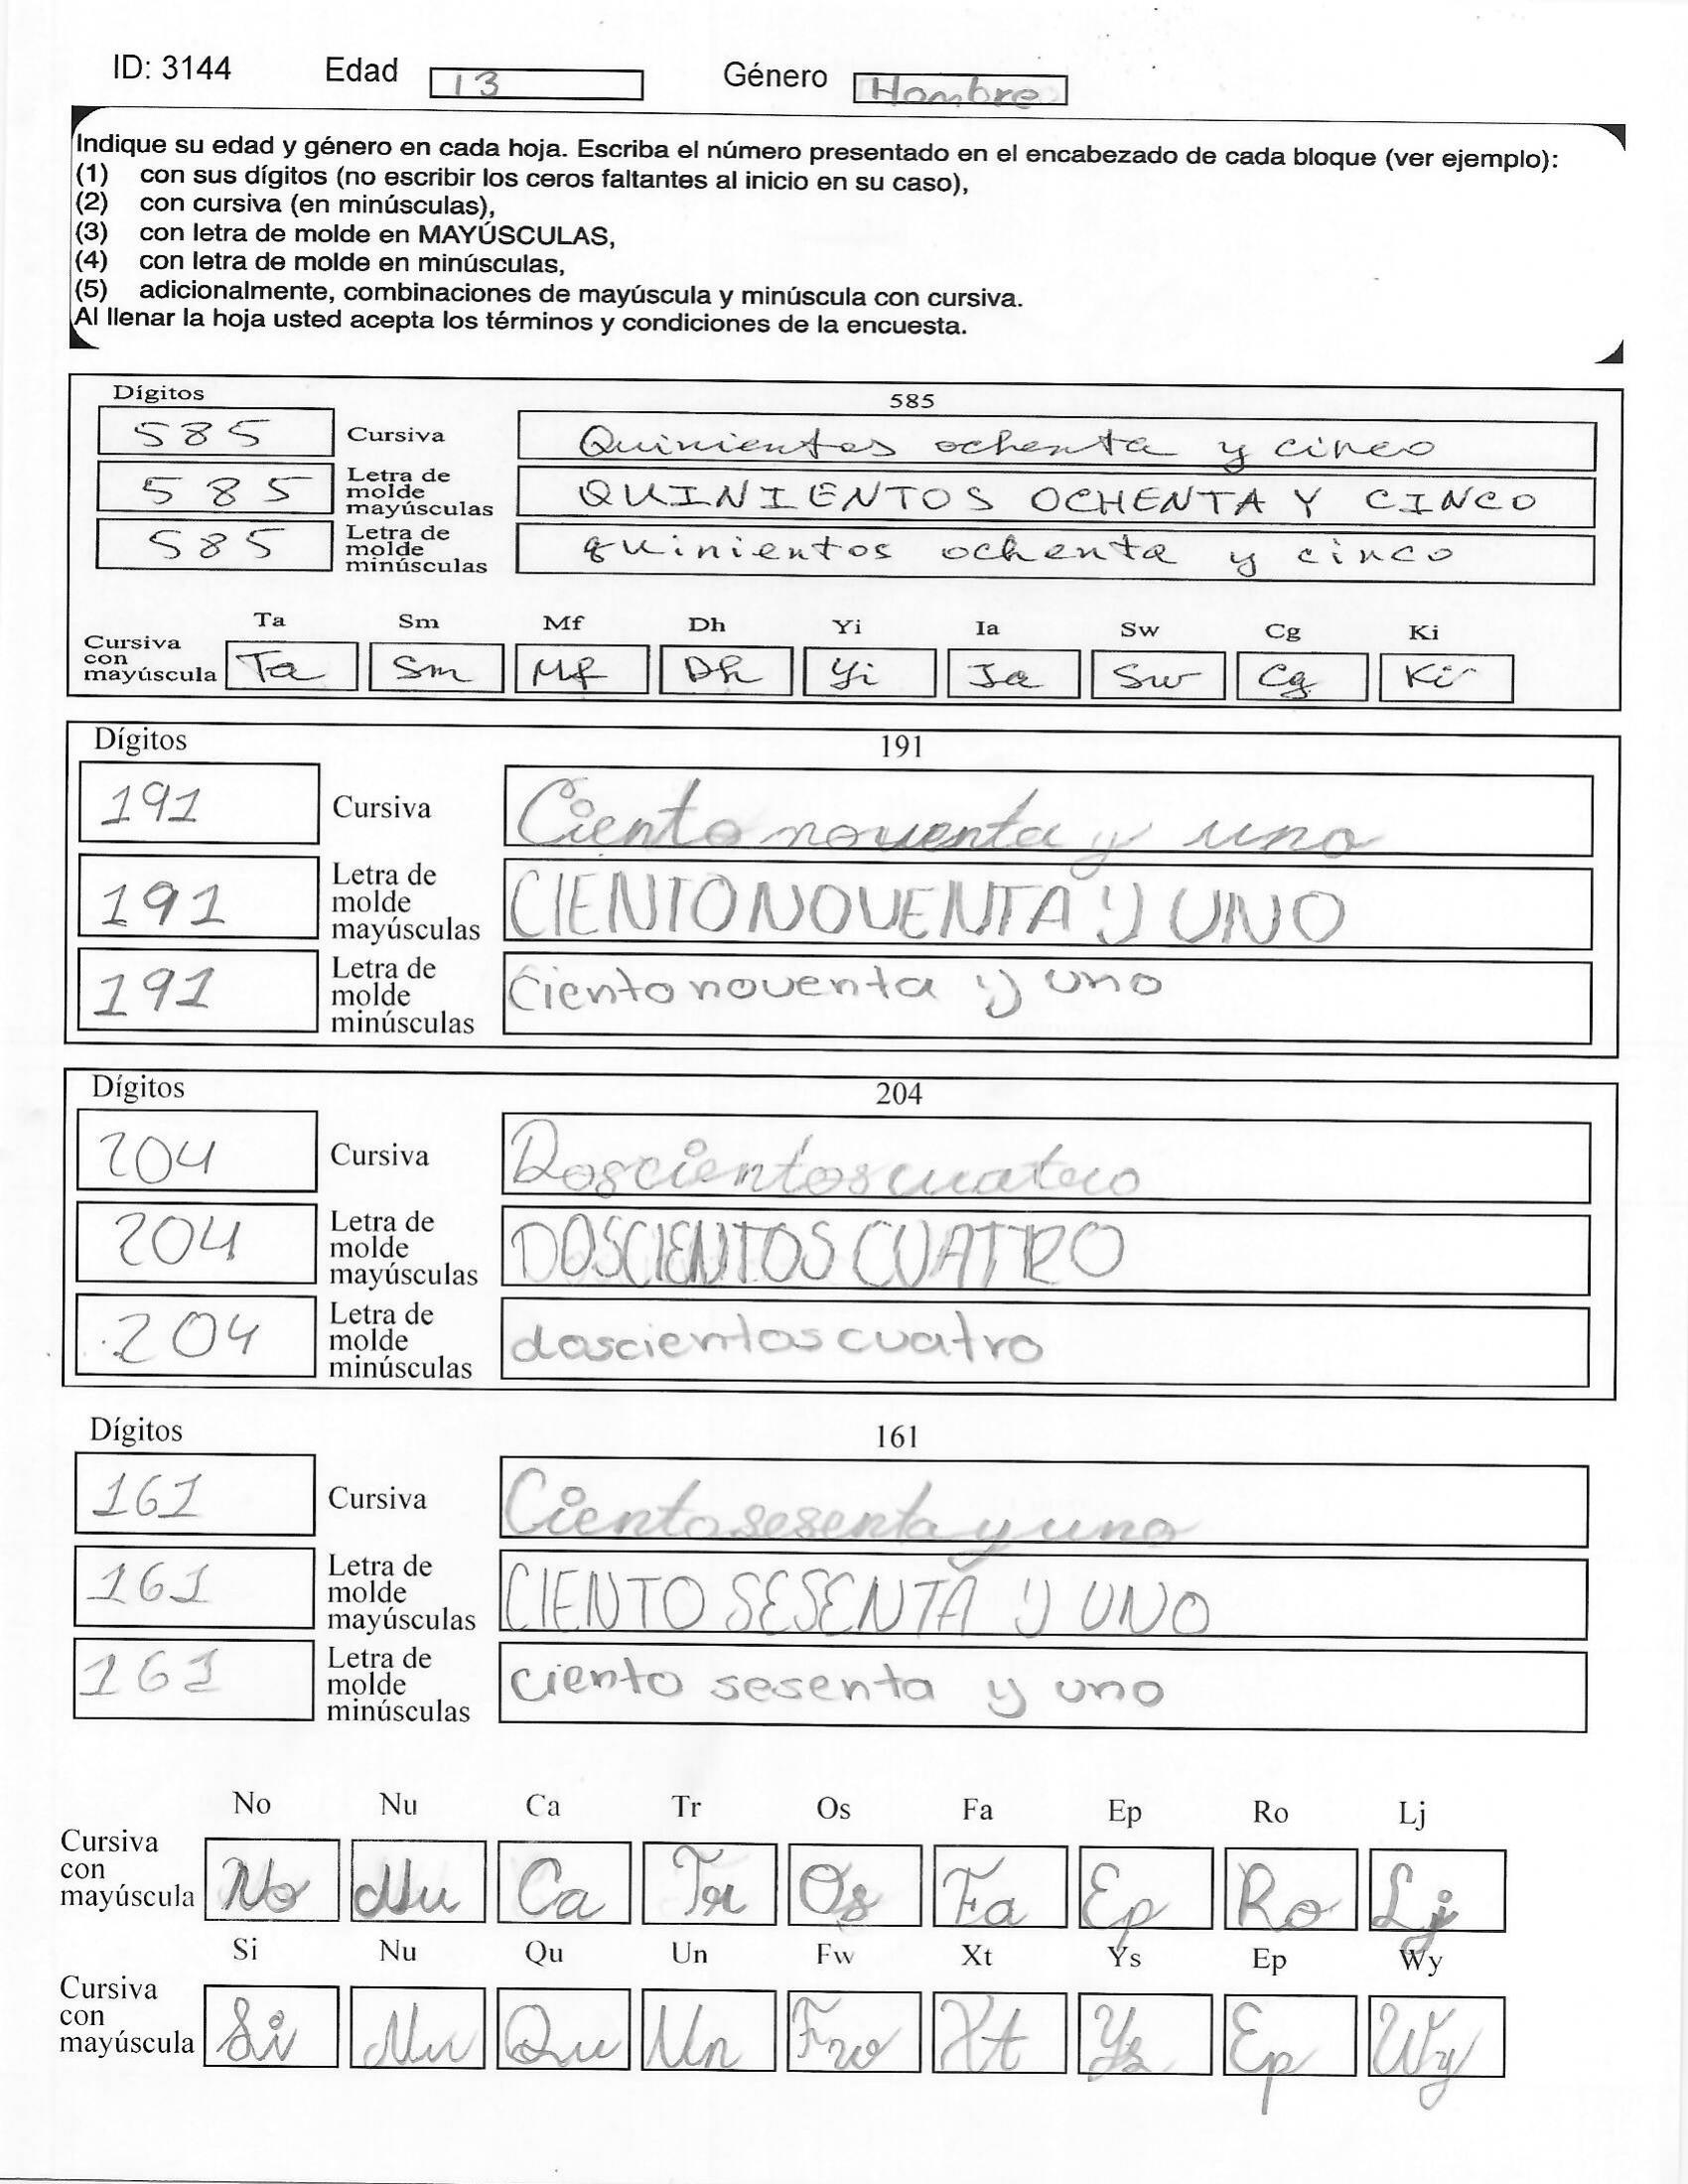 ID: 3144 Edad 13 Género Hombre
Indique su edad y género en cada hoja. Escriba el número presentado en el encabezado de cada bloque (ver ejemplo):
(1) con sus dígitos (no escribir los ceros faltantes al inicio en su caso),
(2) con cursiva (en minúsculas),
(3) con letra de molde en MAYÚSCULAS,
(4) con letra de molde en minúsculas,
(5) adicionalmente, combinaciones de mayúscula y minúscula con cursiva.
Al llenar la hoja usted acepta los términos y condiciones de la encuesta.
Dígitos 585
585 Cursiva Quinientos ochenta y cinco
585 Letra de molde mayúsculas QUINIENTOS OCHENTA Y CINCO
585 Letra de molde minúsculas quinientos ochenta y cinco
Ta Sm Mf Dh Yi Ia Sw Cg Ki
Cursiva con mayúscula Ta Sm Mf Dh Yi Ia Sw Cg Ki
Dígitos 191
191 Cursiva Ciento noventa y uno
191 Letra de molde mayúsculas CIENTO NOVENTA Y UNO
191 Letra de molde minúsculas Ciento noventa y uno
Dígitos 204
204 Cursiva Doscientos cuatro
204 Letra de molde mayúsculas DOSCIENTOS CUATRO
204 Letra de molde minúsculas doscientos cuatro
Dígitos 161
161 Cursiva Ciento sesenta y uno
161 Letra de molde mayúsculas CIENTO SESENTA Y UNO
161 Letra de molde minúsculas ciento sesenta y uno
No Nu Ca Tr Os Fa Ep Ro Lj
Cursiva con mayúscula No Nu Ca Tr Os Fa Ep Ro Lj
Si Nu Qu Un Fw Xt Ys Ep Wy
Cursiva con mayúscula Si Nu Qu Un Fw Xt Ys Ep Wy